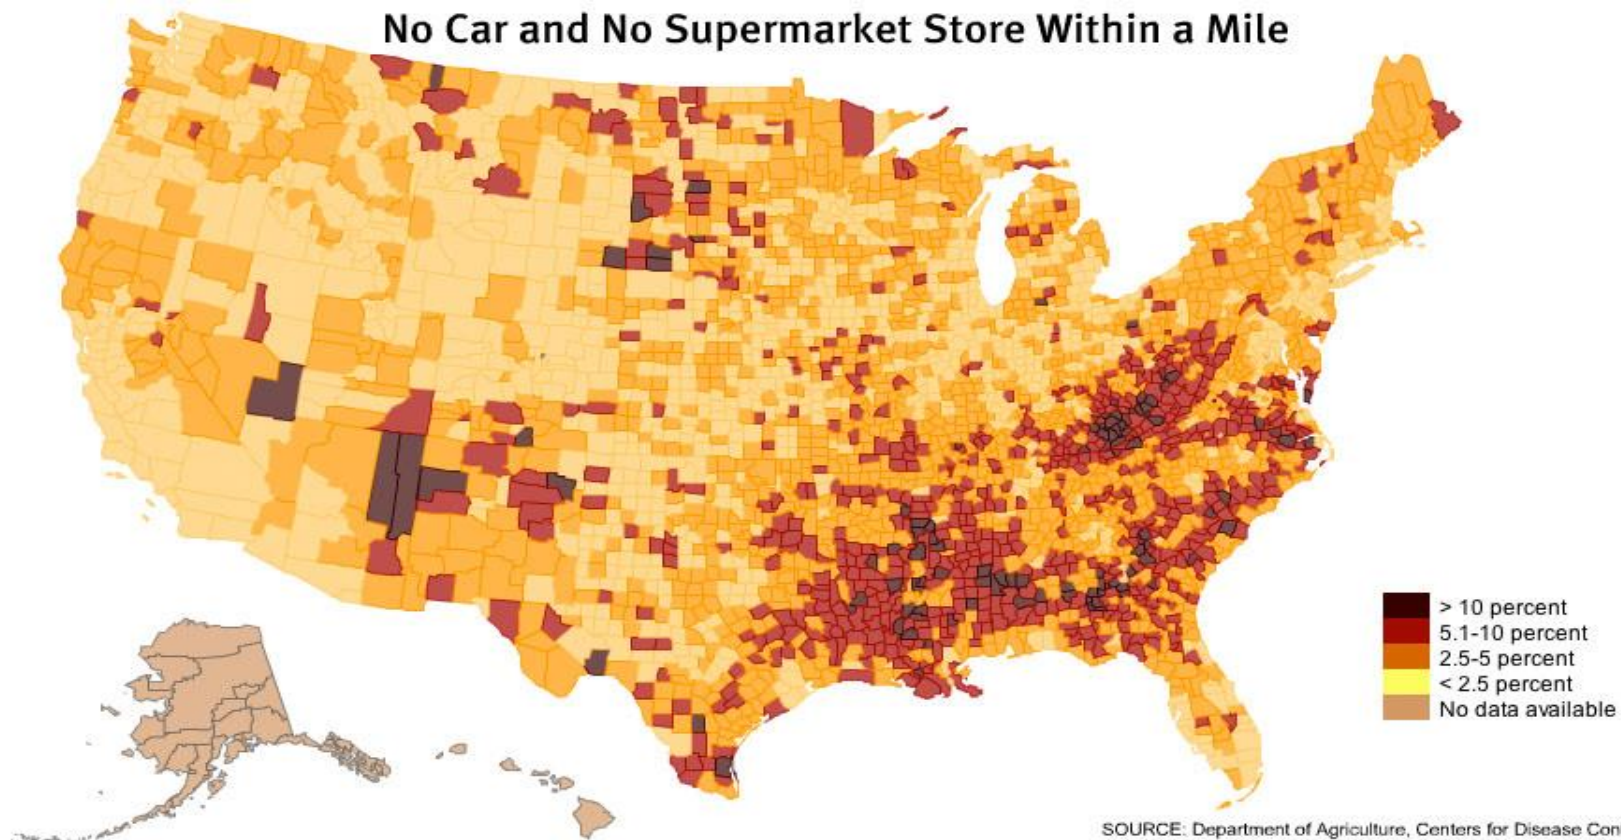 No Car and No Supermarket Store Within a Mile
> 10 percent
5.1-10 percent
2.5-5 percent
< 2.5 percent
No data available
SOURCE: Department of Agriculture, Centers for Disease Con